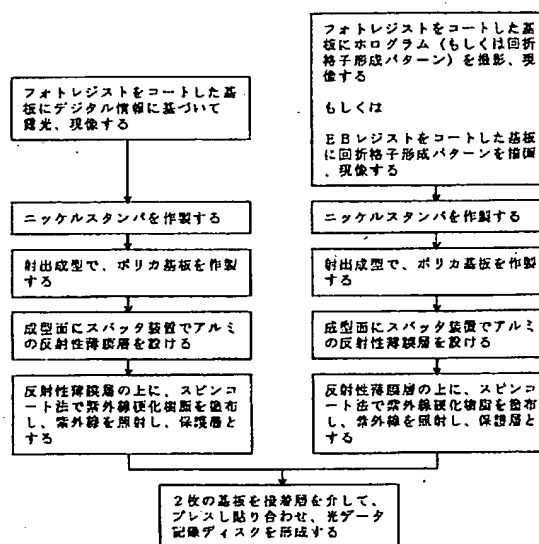 フォトレジストをコートした基
板にデジタル情報に基づいて
露光、現像する
ニッケルスタンパを作製する
射出成型で、ポリカ基板を作製
する
成型面にスパッタ装置でアルミ
の反射性薄膜層を設ける
反射性薄膜層の上に、スピンコ
ート法で紫外線硬化樹脂を塗布
し、紫外線を照射し、保護層と
する
フォトレジストをコートした基
板にホログラム（もしくは回折
格子形成パターン）を撮影、現
像する
もしくは
ＥＢレジストをコートした基板
に回折格子形成パターンを描画
、現像する
ニッケルスタンパを作製する
射出成型で、ポリカ基板を作製
する
成型面にスパッタ装置でアルミ
の反射性薄膜層を設ける
反射性薄膜層の上に、スピンコ
ート法で紫外線硬化樹脂を塗布
し、紫外線を照射し、保護層と
する
２枚の基板を接着層を介して、
プレスし貼り合わせ、光データ
記録ディスクを形成する